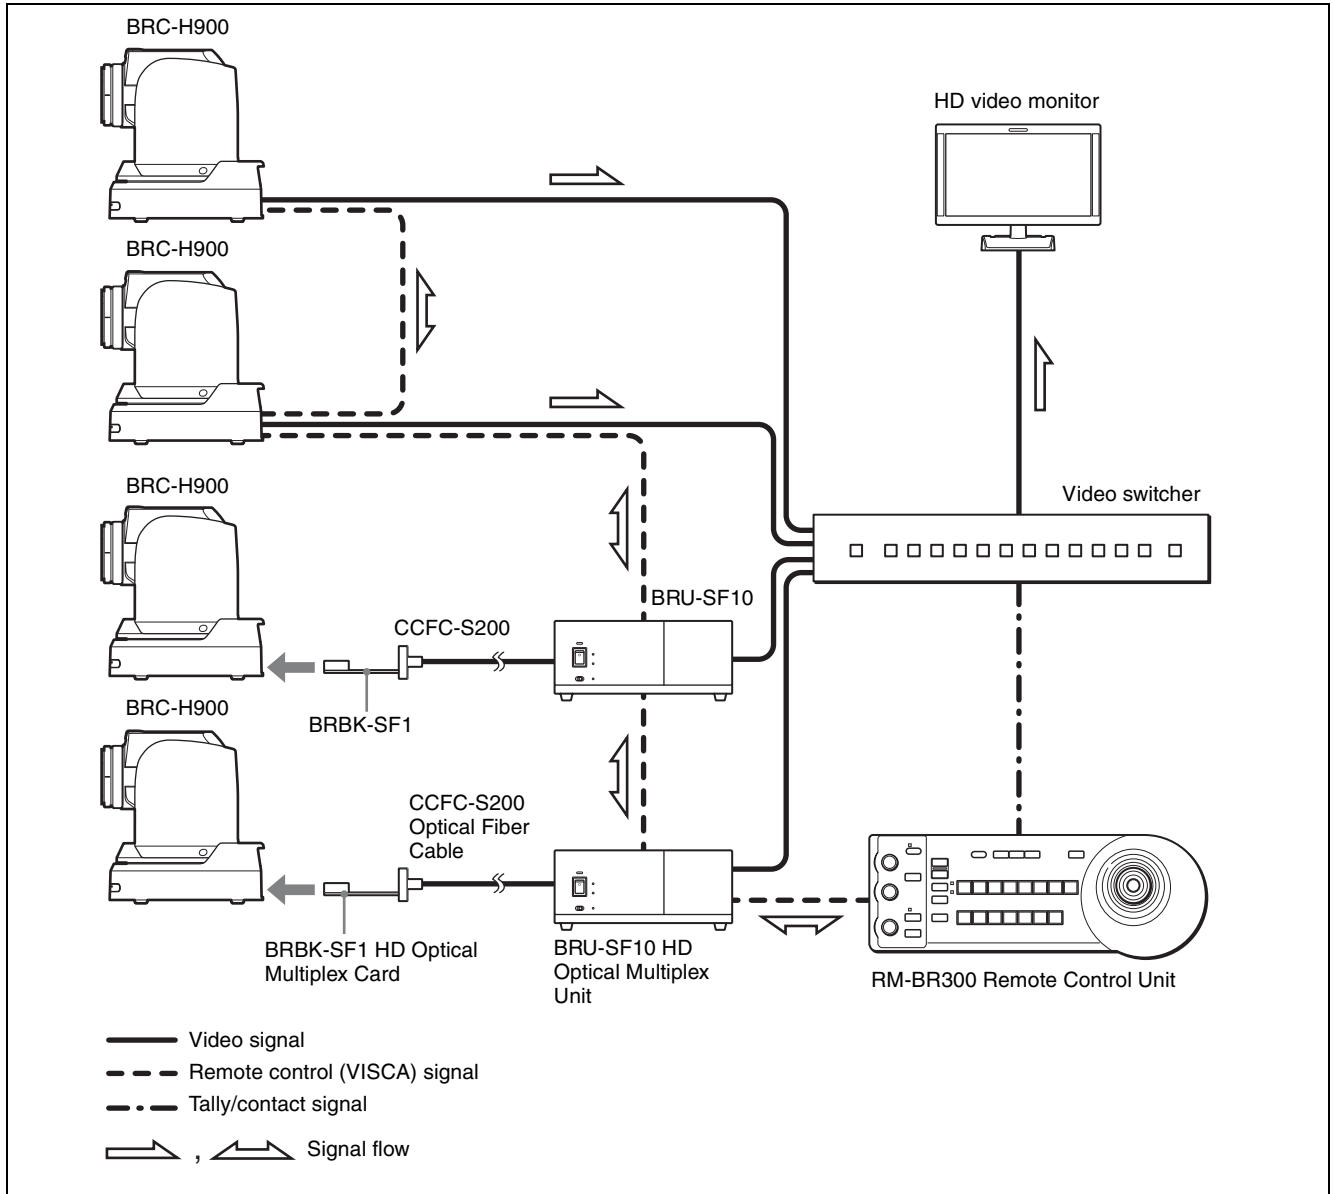 BRC-H900
HD video monitor
BRC-H900
BRC-H900
Video switcher
BRU-SF10
CCFC-S200
BRBK-SF1
BRC-H900
CCFC-S200
Optical Fiber
Cable
BRBK-SF1 HD Optical
Multiplex Card
BRU-SF10 HD
Optical Multiplex
Unit
RM-BR300 Remote Control Unit
Video signal
Remote control (VISCA) signal
Tally/contact signal
, Signal flow